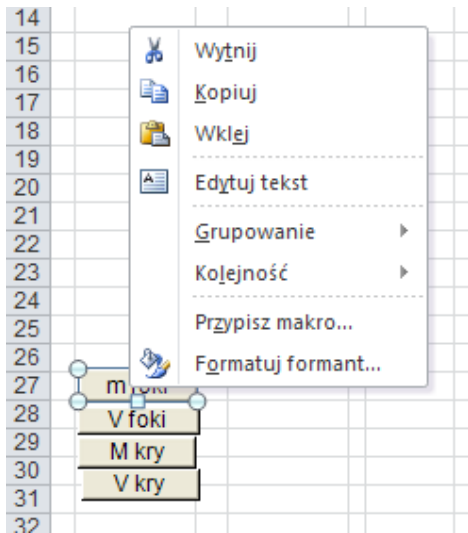 14
15
16
17
18
19
20
21
22
23
24
25
26
27
28
29
30
31
32
Wytnij
Kopiuj
Wklej
Edytuj tekst
Grupowanie
Kolejność
Przypisz makro...
Formatuj formant...
m foki
V foki
M kry
V kry